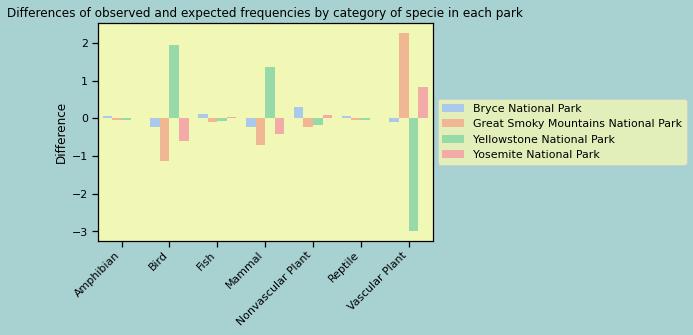 Differences of observed and expected frequencies by category of specie in each park
2
1
0
−1
−2
−3
Difference
Amphibian
Bird
Fish
Mammal
Nonvascular Plant
Reptile
Vascular Plant
Bryce National Park
Great Smoky Mountains National Park
Yellowstone National Park
Yosemite National Park